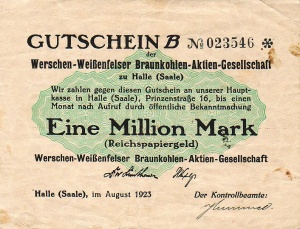 GUTSCHEIN B № 023546 ✻
der
Werschen-Weißenfelser Braunkohlen-Aktien-Gesellschaft
zu Halle (Saale)
Wir zahlen gegen diesen Gutschein an unserer Haupt-
kasse in Halle (Saale), Prinzenstraße 16, bis einen
Monat nach Aufruf durch öffentliche Bekanntmachung
Eine Million Mark
(Reichspapiergeld)
Werschen-Weißenfelser Braunkohlen-Aktien-Gesellschaft
Halle (Saale), im August 1923
Der Kontrollbeamte: